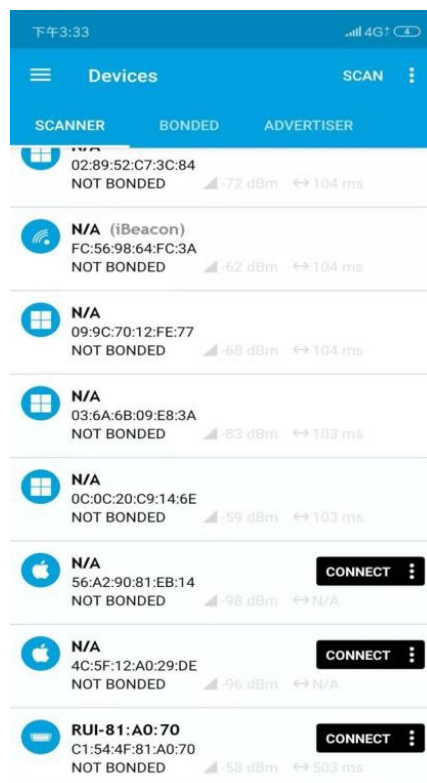 下午3:33 4G 4
Devices SCAN
SCANNER BONDED ADVERTISER
N/A
02:89:52:C7:3C:84
NOT BONDED -72 dBm 104 ms
N/A (iBeacon)
FC:56:98:64:FC:3A
NOT BONDED -62 dBm 104 ms
N/A
09:9C:70:12:FE:77
NOT BONDED -68 dBm 104 ms
N/A
03:6A:6B:09:E8:3A
NOT BONDED -83 dBm 103 ms
N/A
0C:0C:20:C9:14:6E
NOT BONDED -59 dBm 103 ms
N/A
56:A2:90:81:EB:14 CONNECT
NOT BONDED -98 dBm N/A
N/A
4C:5F:12:A0:29:DE CONNECT
NOT BONDED -96 dBm N/A
RUI-81:A0:70
C1:54:4F:81:A0:70 CONNECT
NOT BONDED -58 dBm 503 ms